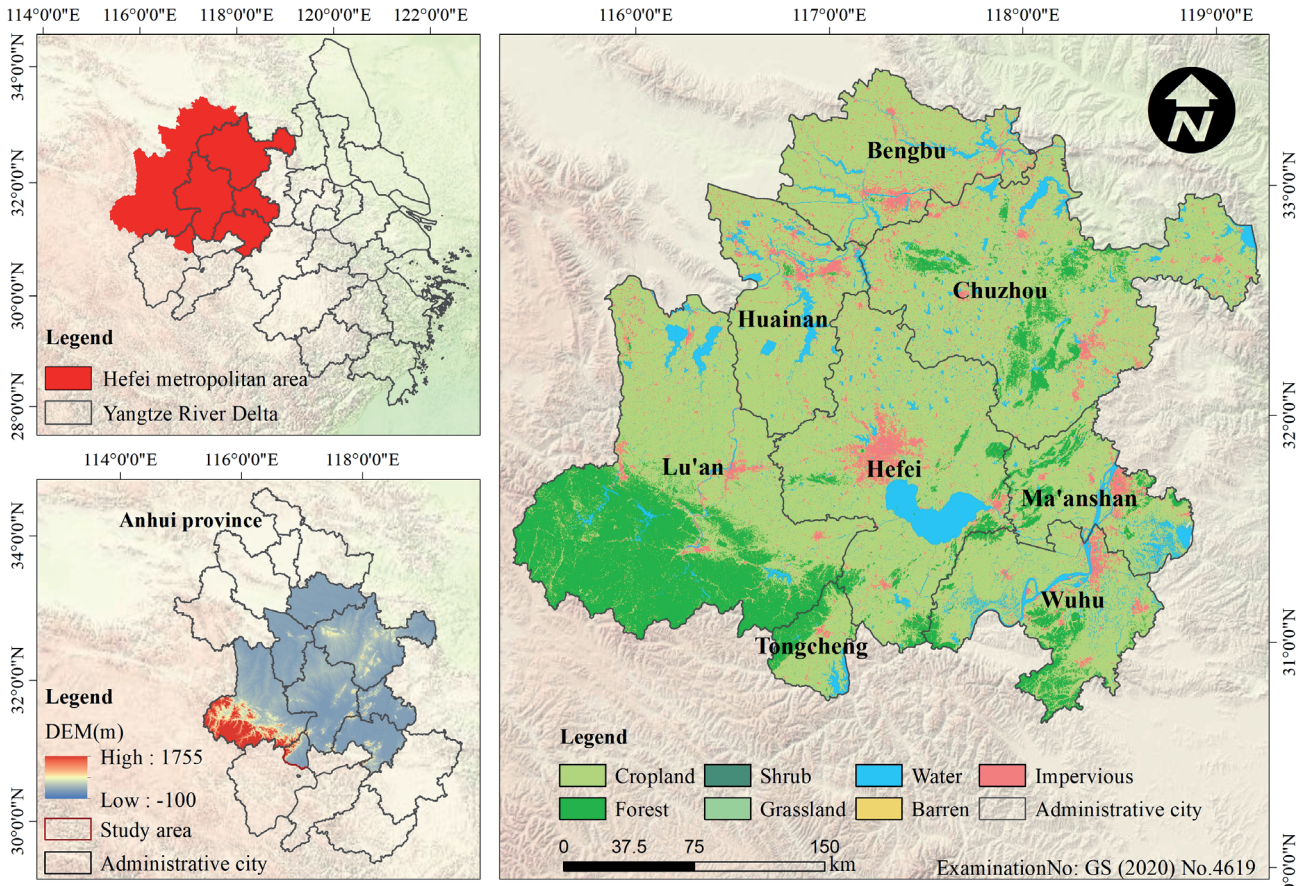 114°0'0"E 116°0'0"E 118°0'0"E 120°0'0"E 122°0'0"E
34°0'0"N
32°0'0"N
30°0'0"N
28°0'0"N
Legend
Hefei metropolitan area
Yangtze River Delta
114°0'0"E 116°0'0"E 118°0'0"E
34°0'0"N
32°0'0"N
30°0'0"N
Anhui province
Legend
DEM(m)
High : 1755
Low : -100
Study area
Administrative city
116°0'0"E 117°0'0"E 118°0'0"E 119°0'0"E
N
33°0'0"N
32°0'0"N
31°0'0"N
Bengbu
Chuzhou
Huainan
Lu'an
Hefei
Ma'anshan
Wuhu
Tongcheng
Legend
Cropland Shrub Water Impervious
Forest Grassland Barren Administrative city
0 37.5 75 150
km
ExaminationNo: GS (2020) No.4619